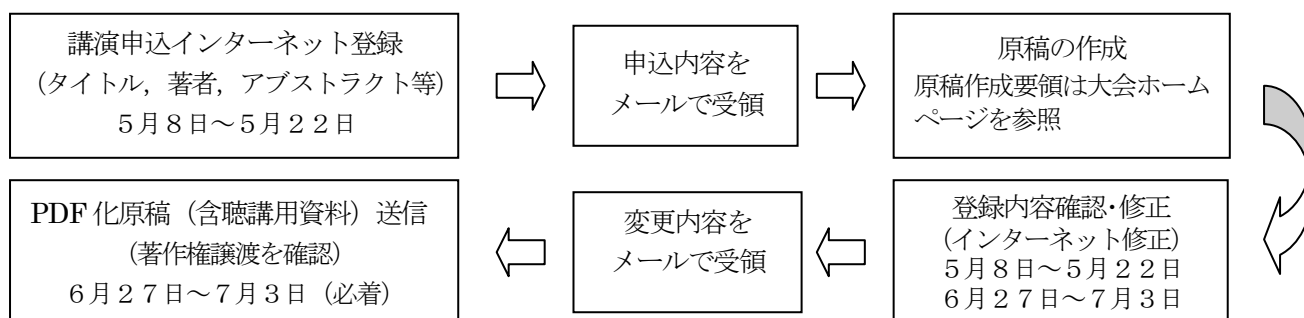 講演申込インターネット登録
（タイトル，著者，アブストラクト等）
５月８日～５月２２日
申込内容を
メールで受領
原稿の作成
原稿作成要領は大会ホーム
ページを参照
登録内容確認・修正
（インターネット修正）
５月８日～５月２２日
６月２７日～７月３日
変更内容を
メールで受領
PDF 化原稿（含聴講用資料）送信
（著作権譲渡を確認）
６月２７日～７月３日（必着）